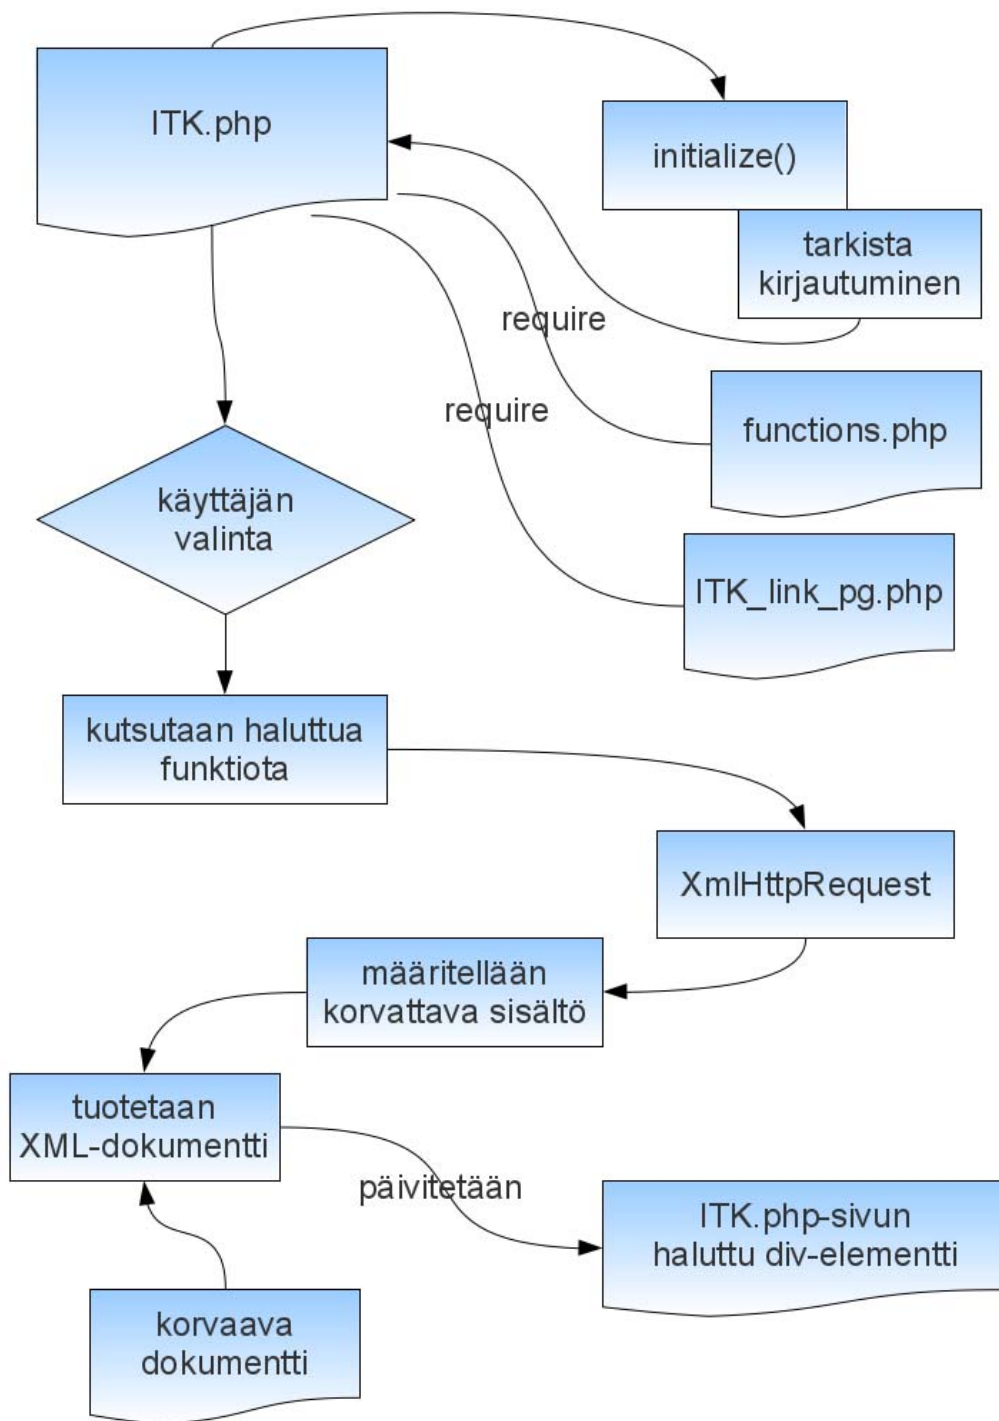 ITK.php
initialize()
tarkista
kirjautuminen
require
require
functions.php
käyttäjän
valinta
ITK_link_pg.php
kutsutaan haluttua
funktiota
XmlHttpRequest
määritellään
korvattava sisältö
tuotetaan
XML-dokumentti
päivitetään
ITK.php-sivun
haluttu div-elementti
korvaava
dokumentti